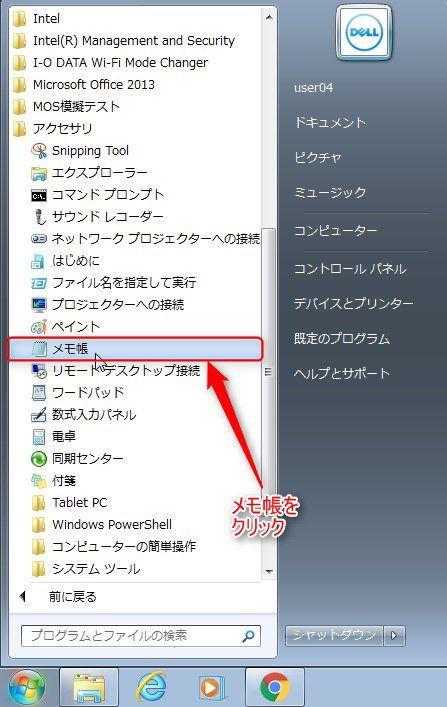 Intel
Intel(R) Management and Security
I-O DATA Wi-Fi Mode Changer
Microsoft Office 2013
MOS模擬テスト
アクセサリ
Snipping Tool
エクスプローラー
コマンド プロンプト
サウンド レコーダー
ネットワーク プロジェクターへの接続
はじめに
ファイル名を指定して実行
プロジェクターへの接続
ペイント
メモ帳
リモート デスクトップ接続
ワードパッド
数式入力パネル
電卓
同期センター
付箋
Tablet PC
Windows PowerShell
コンピューターの簡単操作
システム ツール
前に戻る
プログラムとファイルの検索
DELL
user04
ドキュメント
ピクチャ
ミュージック
コンピューター
コントロール パネル
デバイスとプリンター
既定のプログラム
ヘルプとサポート
メモ帳を
クリック
シャットダウン